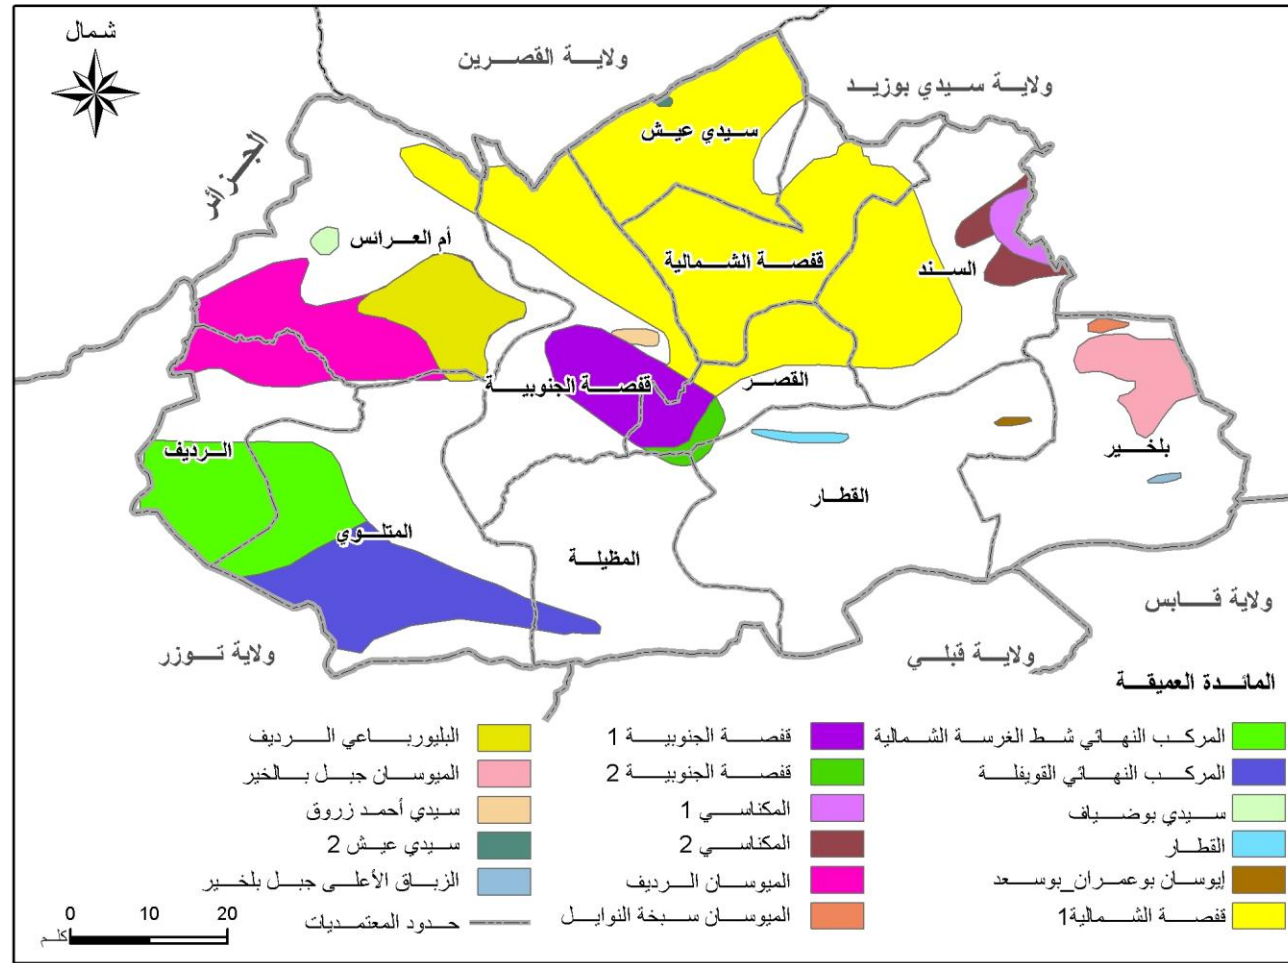 شمال
ولاية القصرين
ولاية سيدي بوزيد
الجزائر
سيدي عيش
أم العرائس
قفصة الشمالية
السند
القصر
قفصة الجنوبية
بلخير
الرديف
القطار
المتلوي
المظيلة
ولاية قابس
ولاية توزر
ولاية قبلي
المائدة العميقة
المركب النهائي شط الغرسة الشمالية
المركب النهائي القويفلة
سيدي بوضياف
القطار
إيوسان بوعمران_بوسعد
قفصة الشمالية1
قفصة الجنوبية 1
قفصة الجنوبية 2
المكناسي 1
المكناسي 2
الميوسان الرديف
الميوسان سبخة النوايل
البليورباعي الرديف
الميوسان جبل بالخير
سيدي أحمد زروق
سيدي عيش 2
الزباق الأعلى جبل بلخير
حدود المعتمديات
0 10 20
كلم